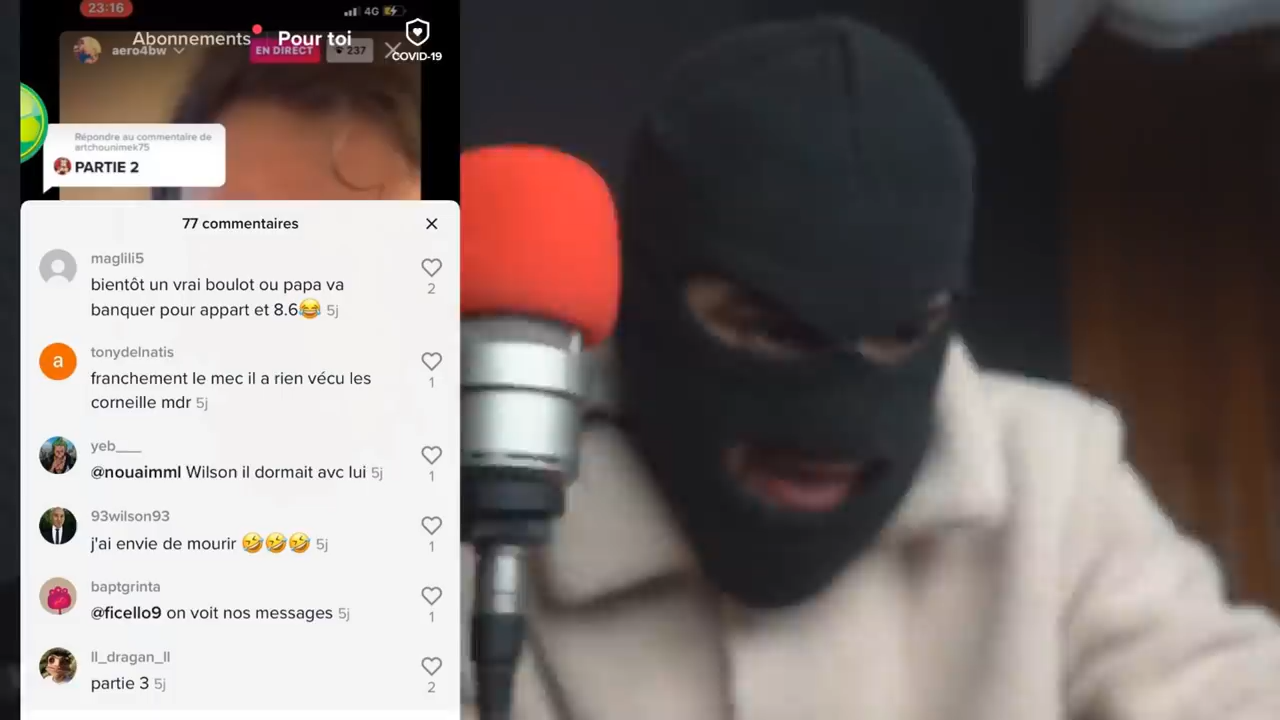 23:16
4G
Abonnements
Pour toi
COVID-19
aero4bw
EN DIRECT
237
Répondre au commentaire de
artchounimek75
PARTIE 2
77 commentaires
maglili5
bientôt un vrai boulot ou papa va
banquer pour appart et 8.6😂 5j
2
tonydelnatis
a
franchement le mec il a rien vécu les
corneille mdr 5j
1
yeb___
@nouaimml Wilson il dormait avc lui 5j
1
93wilson93
j'ai envie de mourir 🤣🤣🤣 5j
1
baptgrinta
@ficello9 on voit nos messages 5j
1
ll_dragan_ll
partie 3 5j
2